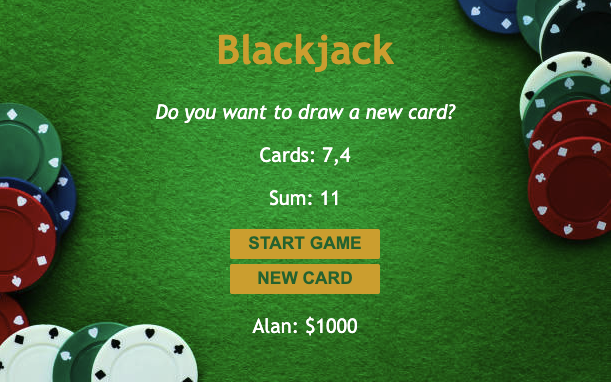 Blackjack
Do you want to draw a new card?
Cards: 7,4
Sum: 11
START GAME
NEW CARD
Alan: $1000